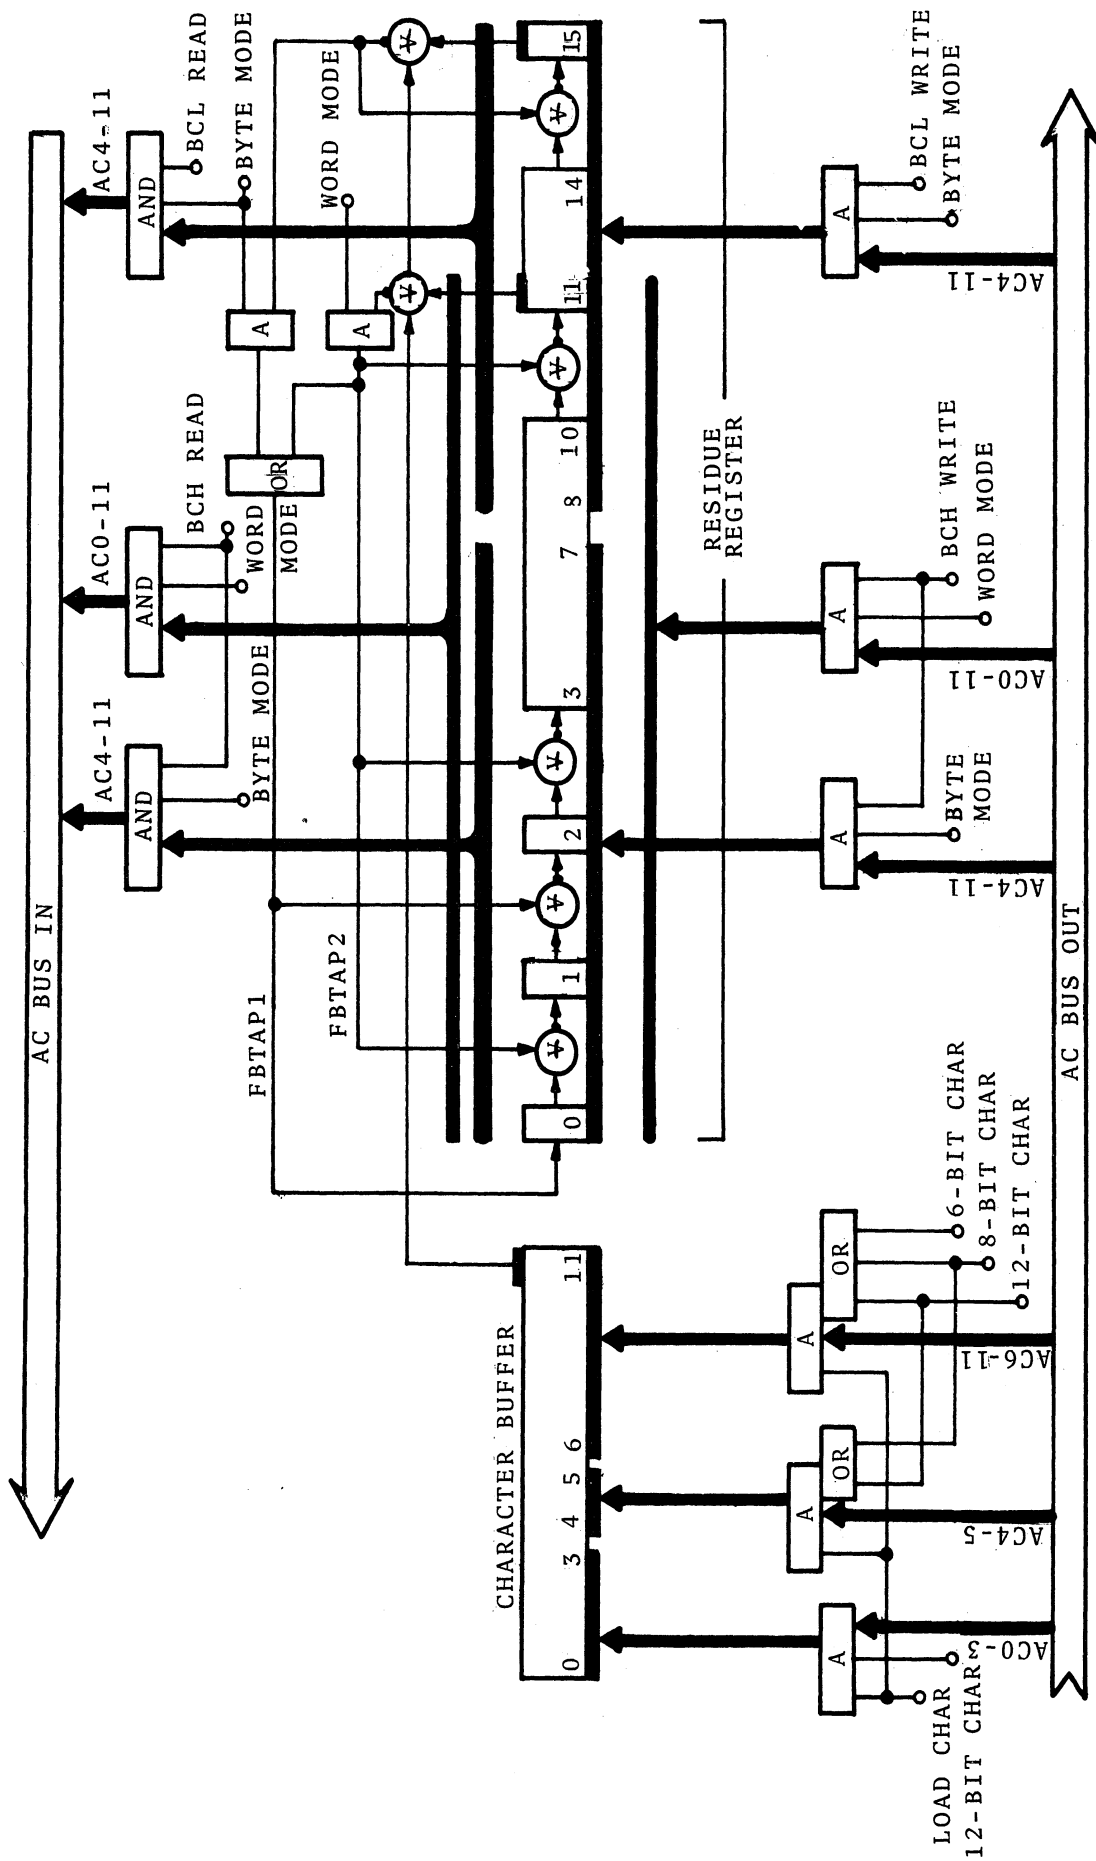 AC BUS IN
AC4-11
AC0-11
AC4-11
AND
AND
AND
BYTE MODE
BCH READ
WORD
MODE
BCL READ
BYTE MODE
A
OR
WORD MODE
A
FBTAP1
FBTAP2
CHARACTER BUFFER
0 3 4 5 6 11
0
1
2
3 7 8 10
11 14
15
RESIDUE
REGISTER
A
A
A
OR
OR
A
A
A
LOAD CHAR
12-BIT CHAR
6-BIT CHAR
8-BIT CHAR
12-BIT CHAR
BYTE
MODE
BCH WRITE
WORD MODE
BCL WRITE
BYTE MODE
AC0-3
AC4-5
AC6-11
AC4-11
AC0-11
AC4-11
AC BUS OUT